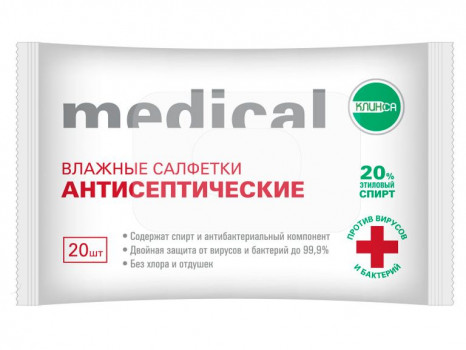 medical
КЛИНСА
ВЛАЖНЫЕ САЛФЕТКИ
АНТИСЕПТИЧЕСКИЕ
20%
ЭТИЛОВЫЙ
СПИРТ
20шт
• Содержат спирт и антибактериальный компонент
• Двойная защита от вирусов и бактерий до 99,9%
• Без хлора и отдушек
ПРОТИВ ВИРУСОВ
И БАКТЕРИЙ